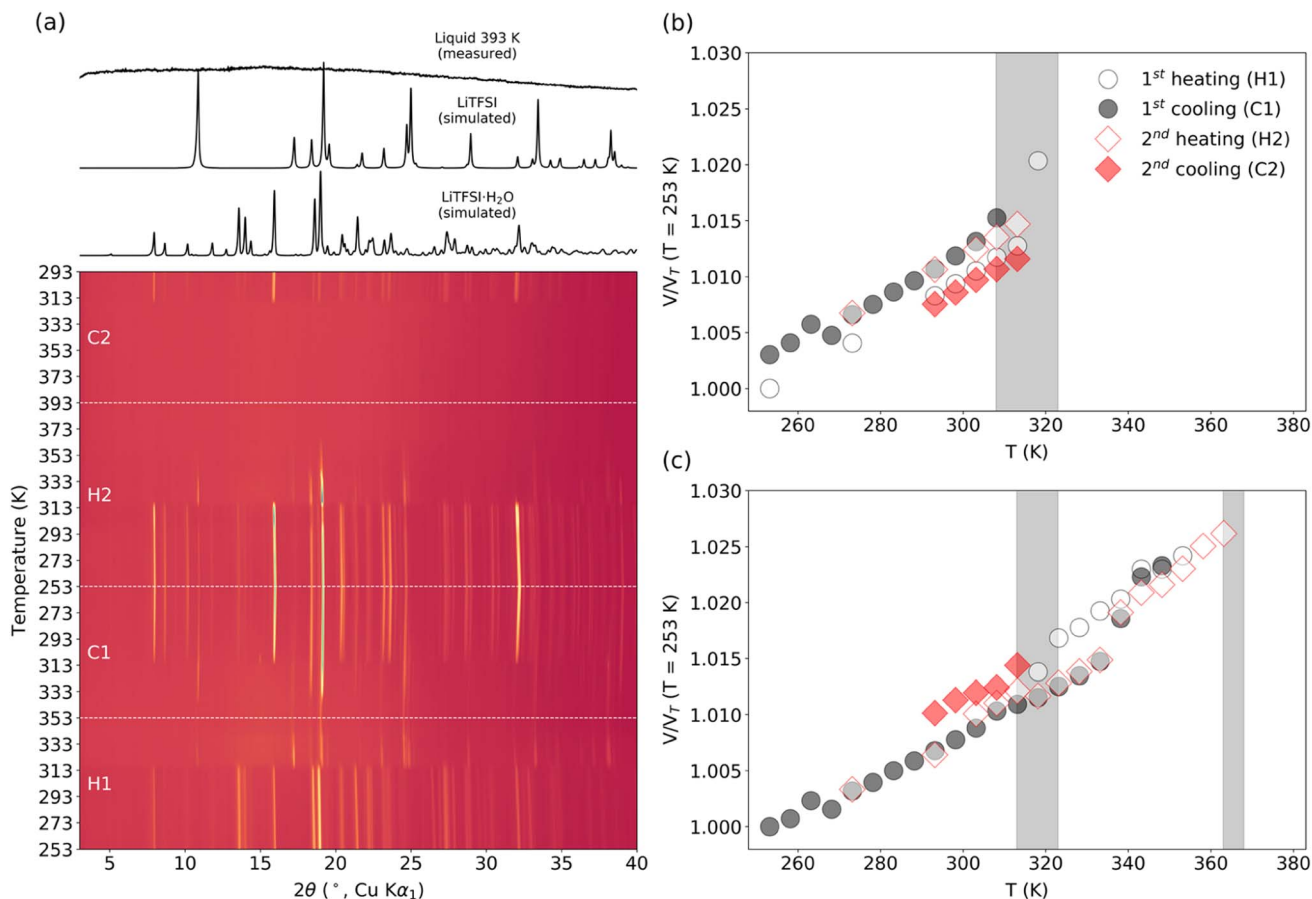 (a)
Liquid 393 K
(measured)
LiTFSI
(simulated)
LiTFSI·H₂O
(simulated)
293
313
333
353
373
393
373
353
333
313
293
273
253
273
293
313
333
353
333
313
293
273
253
C2
H2
C1
H1
Temperature (K)
5 10 15 20 25 30 35 40
2θ (°, Cu Kα₁)
(b)
1.030
1.025
1.020
1.015
1.010
1.005
1.000
V/V_T (T = 253 K)
1ˢᵗ heating (H1)
1ˢᵗ cooling (C1)
2ⁿᵈ heating (H2)
2ⁿᵈ cooling (C2)
260 280 300 320 340 360 380
T (K)
(c)
1.030
1.025
1.020
1.015
1.010
1.005
1.000
V/V_T (T = 253 K)
260 280 300 320 340 360 380
T (K)